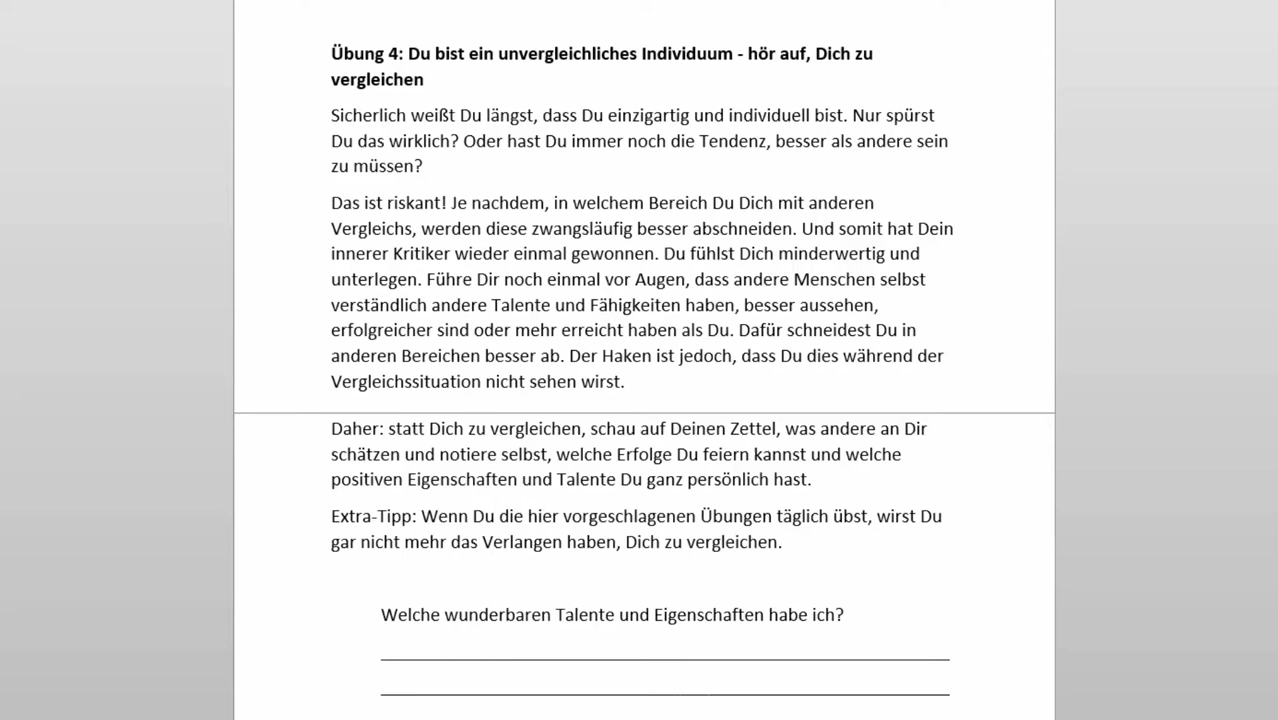 Übung 4: Du bist ein unvergleichliches Individuum - hör auf, Dich zu
vergleichen
Sicherlich weißt Du längst, dass Du einzigartig und individuell bist. Nur spürst
Du das wirklich? Oder hast Du immer noch die Tendenz, besser als andere sein
zu müssen?
Das ist riskant! Je nachdem, in welchem Bereich Du Dich mit anderen
Vergleichs, werden diese zwangsläufig besser abschneiden. Und somit hat Dein
innerer Kritiker wieder einmal gewonnen. Du fühlst Dich minderwertig und
unterlegen. Führe Dir noch einmal vor Augen, dass andere Menschen selbst
verständlich andere Talente und Fähigkeiten haben, besser aussehen,
erfolgreicher sind oder mehr erreicht haben als Du. Dafür schneidest Du in
anderen Bereichen besser ab. Der Haken ist jedoch, dass Du dies während der
Vergleichssituation nicht sehen wirst.
Daher: statt Dich zu vergleichen, schau auf Deinen Zettel, was andere an Dir
schätzen und notiere selbst, welche Erfolge Du feiern kannst und welche
positiven Eigenschaften und Talente Du ganz persönlich hast.
Extra-Tipp: Wenn Du die hier vorgeschlagenen Übungen täglich übst, wirst Du
gar nicht mehr das Verlangen haben, Dich zu vergleichen.
Welche wunderbaren Talente und Eigenschaften habe ich?